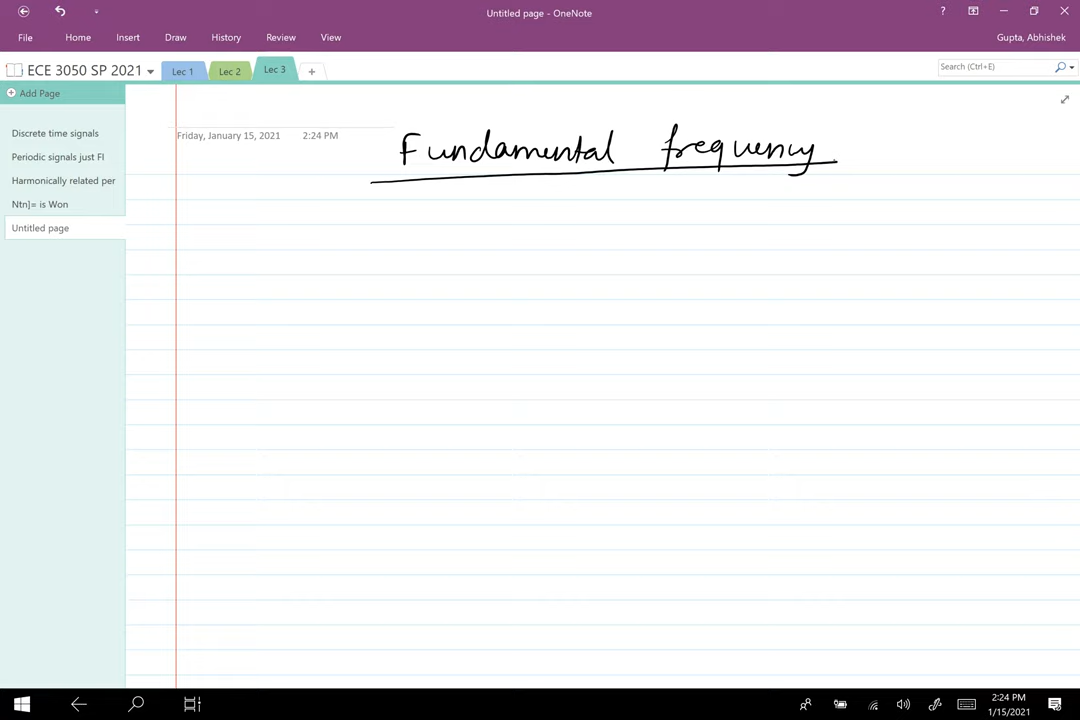 Untitled page - OneNote
File Home Insert Draw History Review View
Gupta, Abhishek
ECE 3050 SP 2021 Lec 1 Lec 2 Lec 3 +
Search (Ctrl+E)
Add Page
Discrete time signals
Periodic signals just FI
Harmonically related per
Ntn]= is Won
Untitled page
Friday, January 15, 2021 2:24 PM
Fundamental frequency
2:24 PM
1/15/2021